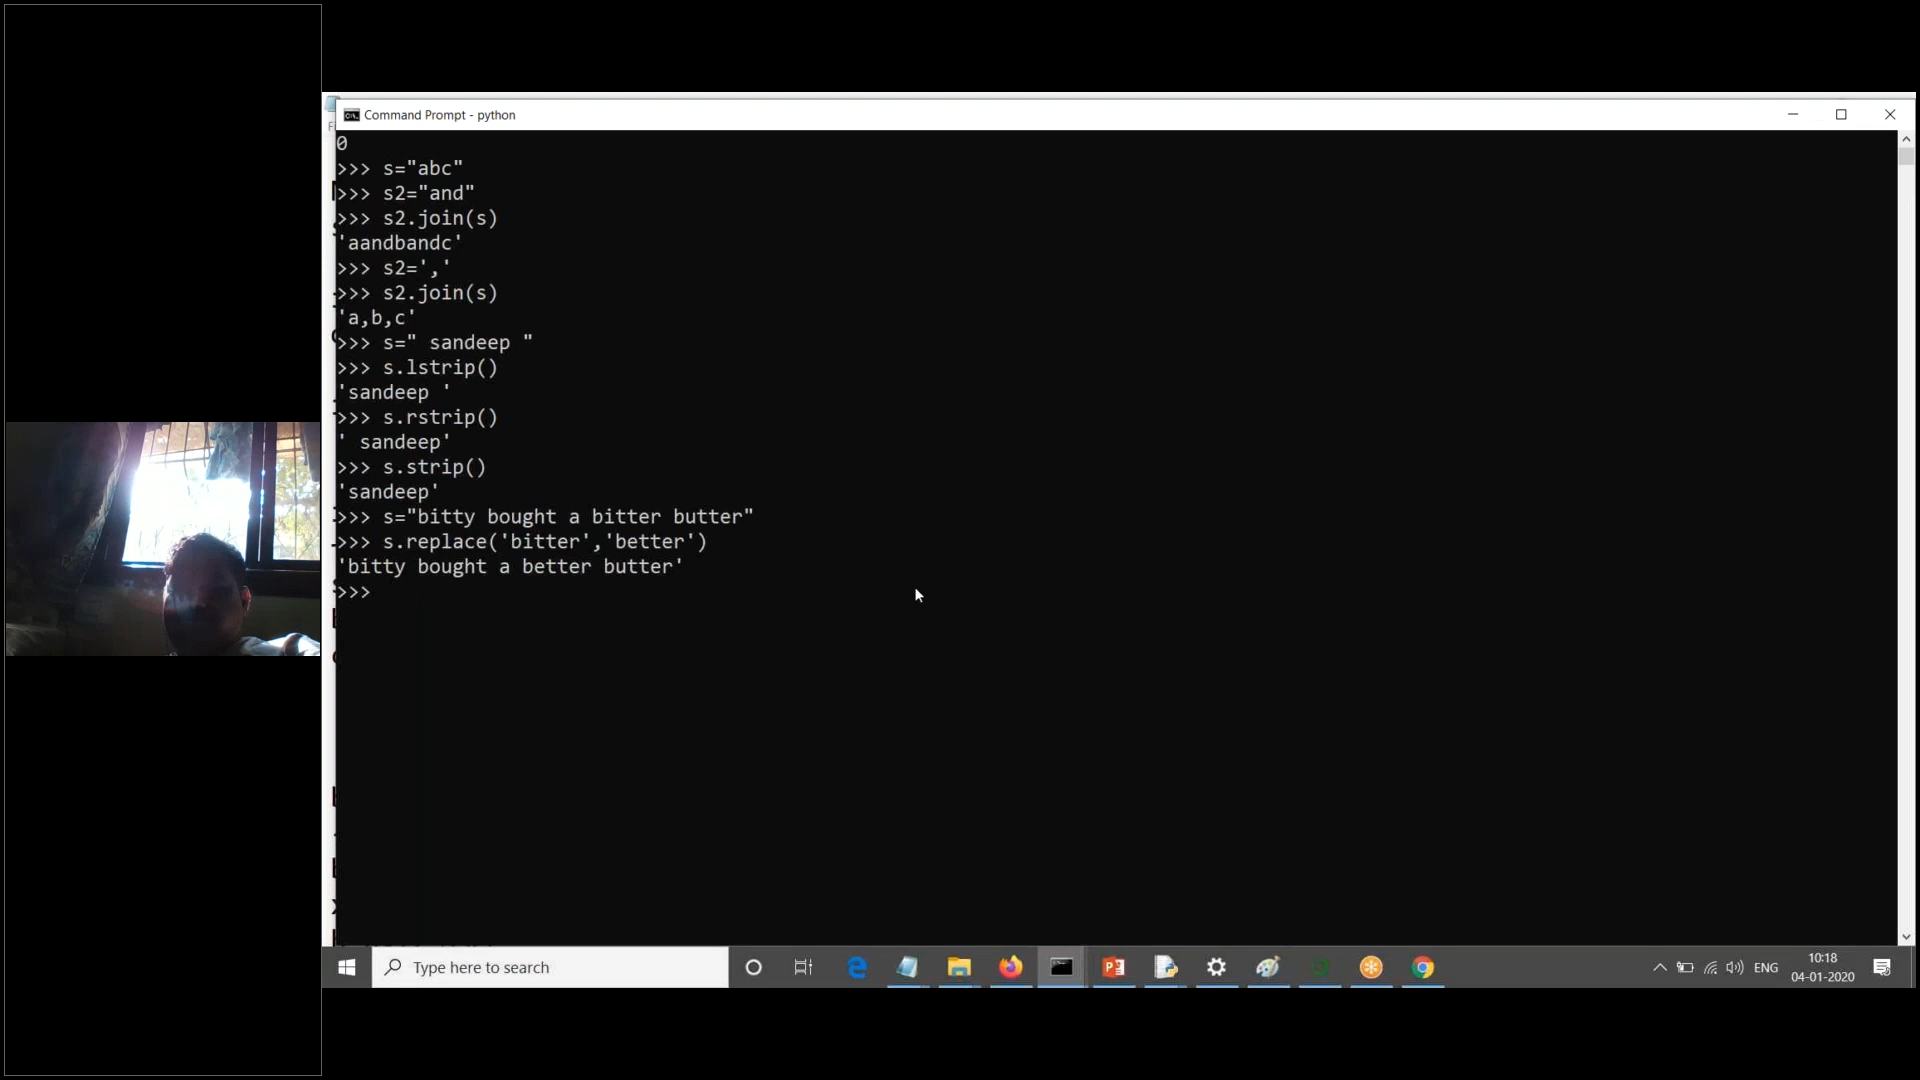 Command Prompt - python
0
>>> s="abc"
>>> s2="and"
>>> s2.join(s)
'aandbandc'
>>> s2=','
>>> s2.join(s)
'a,b,c'
>>> s=" sandeep "
>>> s.lstrip()
'sandeep '
>>> s.rstrip()
' sandeep'
>>> s.strip()
'sandeep'
>>> s="bitty bought a bitter butter"
>>> s.replace('bitter','better')
'bitty bought a better butter'
>>>
Type here to search
ENG
10:18
04-01-2020